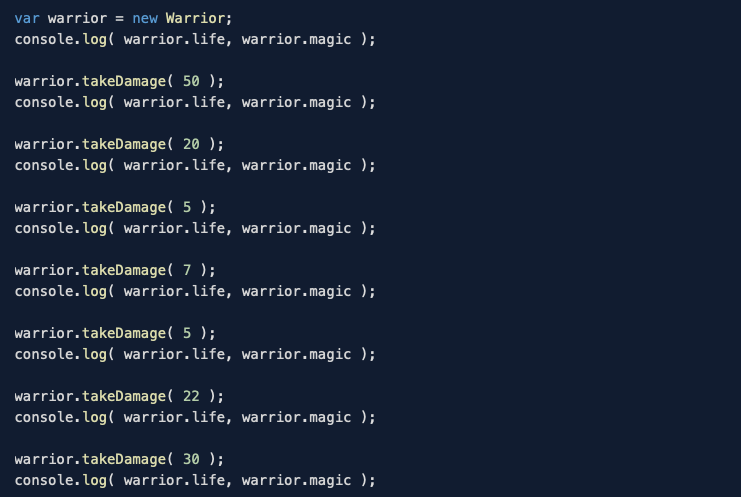 var warrior = new Warrior;
console.log( warrior.life, warrior.magic );
warrior.takeDamage( 50 );
console.log( warrior.life, warrior.magic );
warrior.takeDamage( 20 );
console.log( warrior.life, warrior.magic );
warrior.takeDamage( 5 );
console.log( warrior.life, warrior.magic );
warrior.takeDamage( 7 );
console.log( warrior.life, warrior.magic );
warrior.takeDamage( 5 );
console.log( warrior.life, warrior.magic );
warrior.takeDamage( 22 );
console.log( warrior.life, warrior.magic );
warrior.takeDamage( 30 );
console.log( warrior.life, warrior.magic );